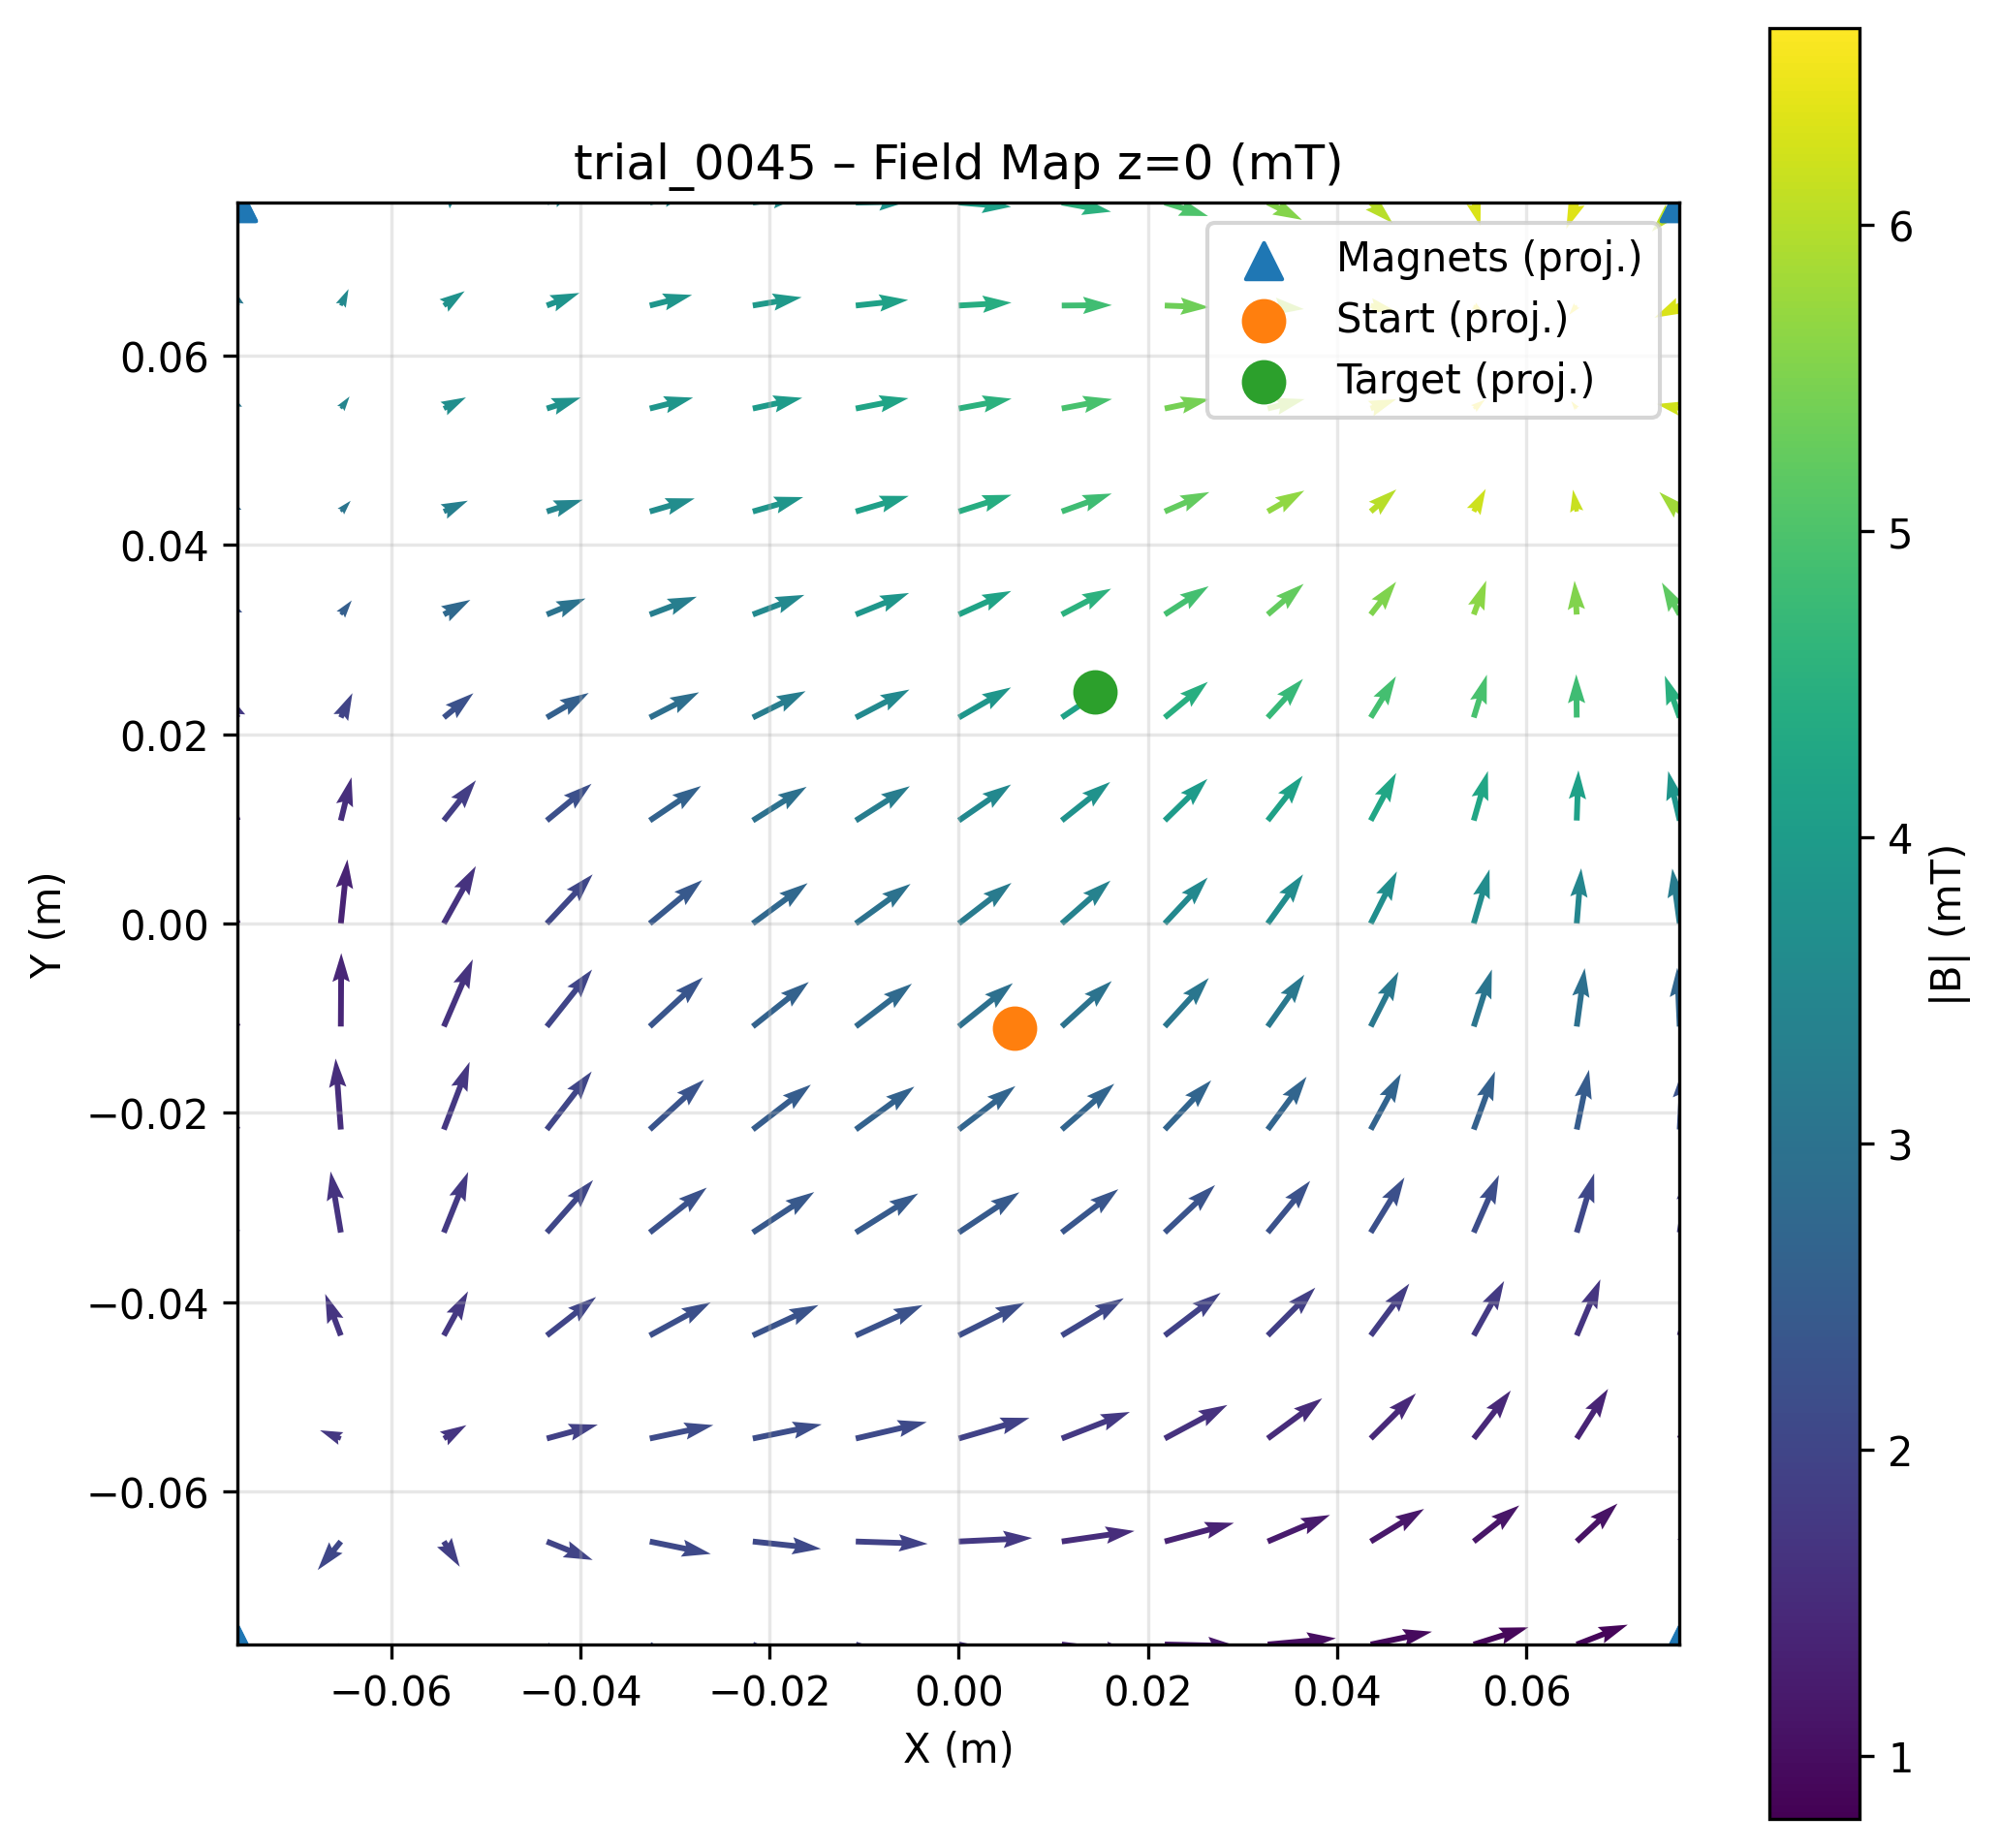 trial_0045 – Field Map z=0 (mT)
Magnets (proj.)
Start (proj.)
Target (proj.)
0.06
0.04
0.02
0.00
−0.02
−0.04
−0.06
Y (m)
−0.06
−0.04
−0.02
0.00
0.02
0.04
0.06
X (m)
6
5
4
3
2
1
|B| (mT)